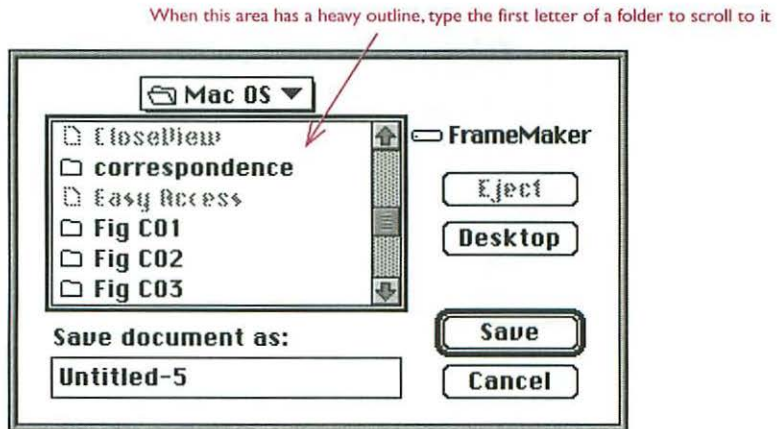 When this area has a heavy outline, type the first letter of a folder to scroll to it
Mac OS
CloseView
correspondence
Easy Access
Fig C01
Fig C02
Fig C03
FrameMaker
Eject
Desktop
Save document as:
Untitled-5
Save
Cancel